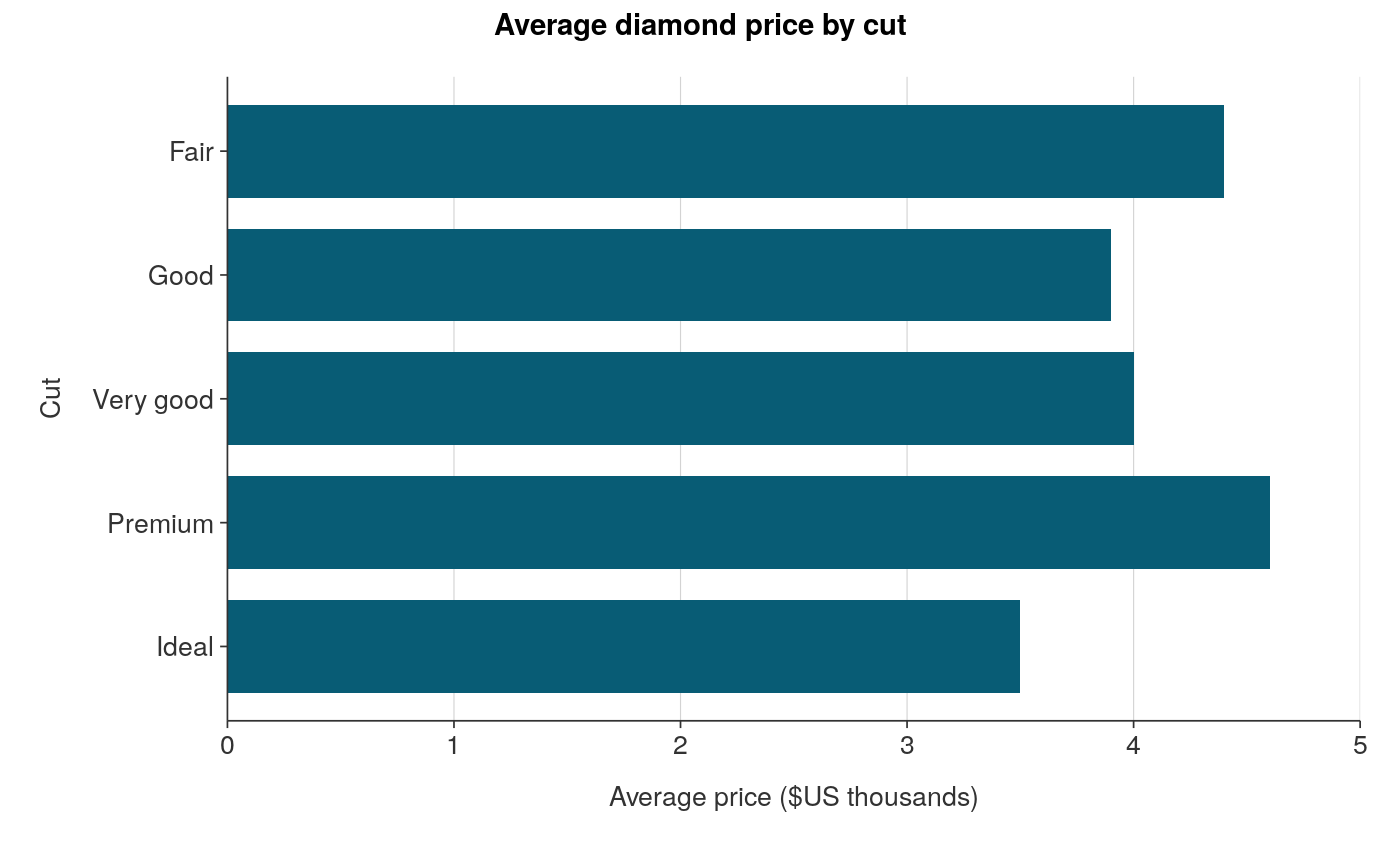 Average diamond price by cut
Fair
Good
Very good
Premium
Ideal
Cut
0 1 2 3 4 5
Average price ($US thousands)